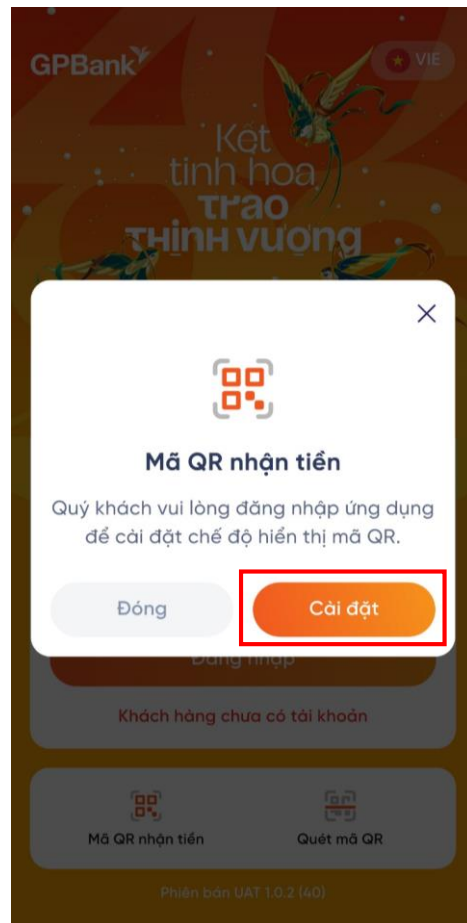 GPBank
VIE
Kết
tinh hoa
Trao
THỊNH VƯỢNG
Mã QR nhận tiền
Quý khách vui lòng đăng nhập ứng dụng
để cài đặt chế độ hiển thị mã QR.
Đóng
Cài đặt
Đăng nhập
Khách hàng chưa có tài khoản
Mã QR nhận tiền
Quét mã QR
Phiên bản UAT 1.0.2 (40)